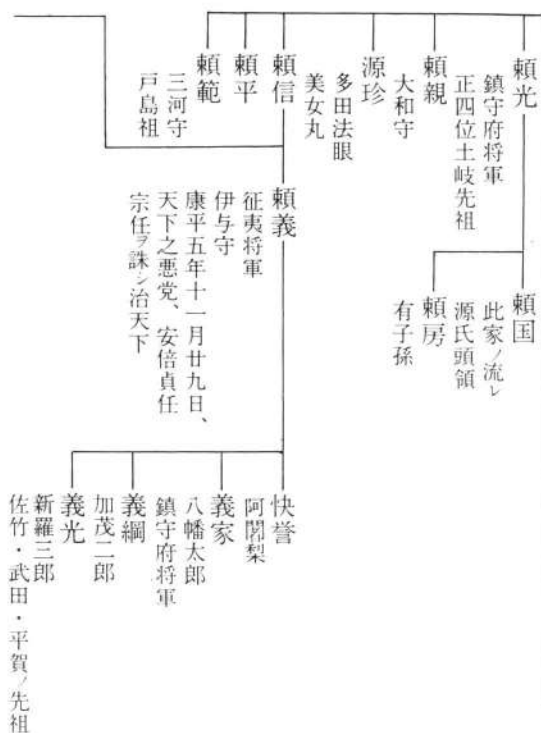 頼光
鎮守府将軍
正四位土岐先祖
頼国
此家ノ流レ
源氏頭領
頼房
有子孫
頼親
大和守
源珍
多田法眼
美女丸
頼信
頼義
征夷将軍
伊与守
康平五年十一月廿九日、
天下之悪党、安倍貞任
宗任ヲ誅シ治天下
快誉
阿闍梨
義家
八幡太郎
鎮守府将軍
義綱
加茂二郎
義光
新羅三郎
佐竹・武田・平賀ノ先祖
頼平
頼範
三河守
戸島祖